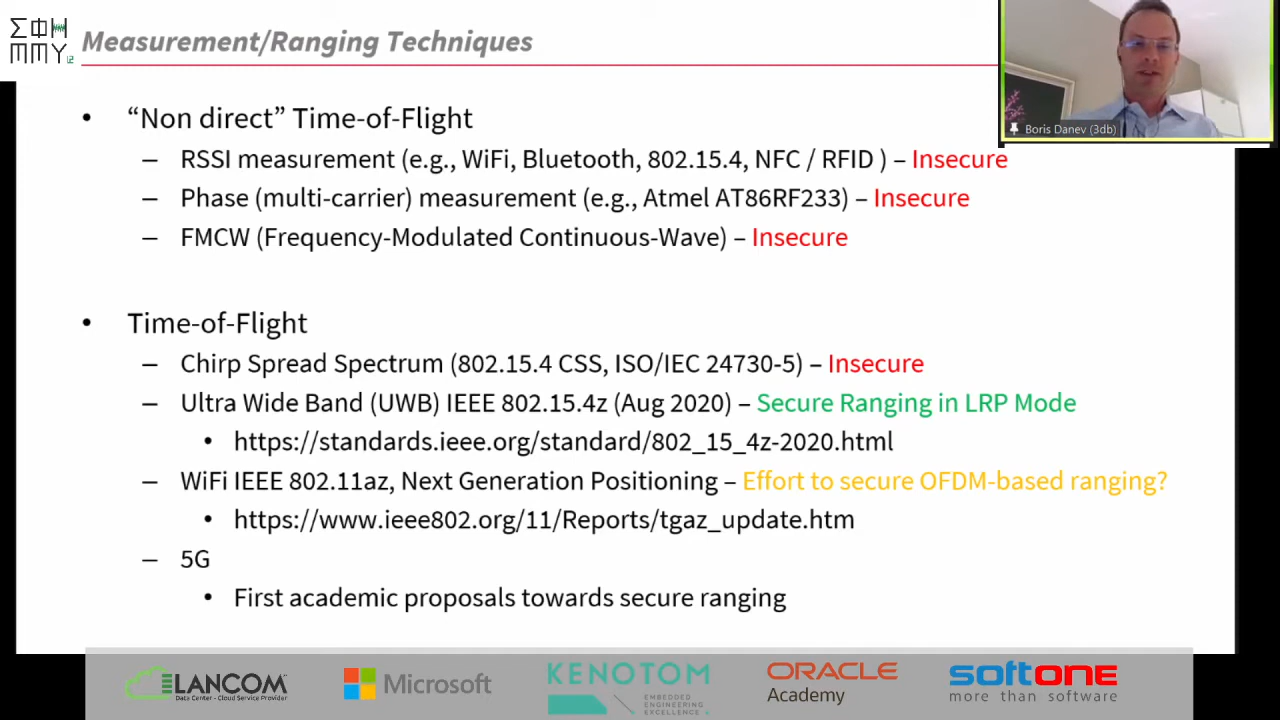 ΣΦΗ
ΜΜΥ 12
Measurement/Ranging Techniques
Boris Danev (3db)
• “Non direct” Time-of-Flight
– RSSI measurement (e.g., WiFi, Bluetooth, 802.15.4, NFC / RFID ) – Insecure
– Phase (multi-carrier) measurement (e.g., Atmel AT86RF233) – Insecure
– FMCW (Frequency-Modulated Continuous-Wave) – Insecure
• Time-of-Flight
– Chirp Spread Spectrum (802.15.4 CSS, ISO/IEC 24730-5) – Insecure
– Ultra Wide Band (UWB) IEEE 802.15.4z (Aug 2020) – Secure Ranging in LRP Mode
• https://standards.ieee.org/standard/802_15_4z-2020.html
– WiFi IEEE 802.11az, Next Generation Positioning – Effort to secure OFDM-based ranging?
• https://www.ieee802.org/11/Reports/tgaz_update.htm
– 5G
• First academic proposals towards secure ranging
LANCOM
Data Center - Cloud Service Provider
Microsoft
KENOTOM
EMBEDDED
ENGINEERING
EXCELLENCE
ORACLE
Academy
softone
more than software